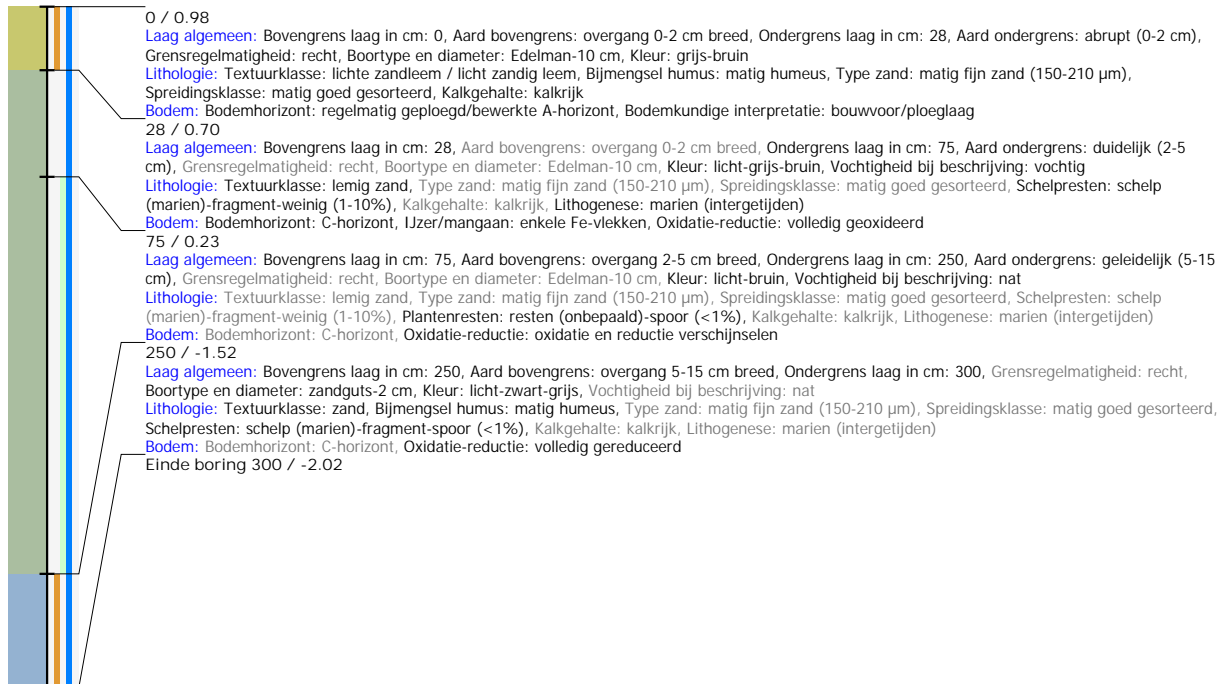 0 / 0.98
Laag algemeen: Bovengrens laag in cm: 0, Aard bovengrens: overgang 0-2 cm breed, Ondergrens laag in cm: 28, Aard ondergrens: abrupt (0-2 cm),
Grensregelmatigheid: recht, Boortype en diameter: Edelman-10 cm, Kleur: grijs-bruin
Lithologie: Textuurklasse: lichte zandleem / licht zandig leem, Bijmengsel humus: matig humeus, Type zand: matig fijn zand (150-210 µm),
Spreidingsklasse: matig goed gesorteerd, Kalkgehalte: kalkrijk
Bodem: Bodemhorizont: regelmatig geploegd/bewerkte A-horizont, Bodemkundige interpretatie: bouwvoor/ploeglaag
28 / 0.70
Laag algemeen: Bovengrens laag in cm: 28, Aard bovengrens: overgang 0-2 cm breed, Ondergrens laag in cm: 75, Aard ondergrens: duidelijk (2-5
cm), Grensregelmatigheid: recht, Boortype en diameter: Edelman-10 cm, Kleur: licht-grijs-bruin, Vochtigheid bij beschrijving: vochtig
Lithologie: Textuurklasse: lemig zand, Type zand: matig fijn zand (150-210 µm), Spreidingsklasse: matig goed gesorteerd, Schelpresten: schelp
(marien)-fragment-weinig (1-10%), Kalkgehalte: kalkrijk, Lithogenese: marien (intergetijden)
Bodem: Bodemhorizont: C-horizont, IJzer/mangaan: enkele Fe-vlekken, Oxidatie-reductie: volledig geoxideerd
75 / 0.23
Laag algemeen: Bovengrens laag in cm: 75, Aard bovengrens: overgang 2-5 cm breed, Ondergrens laag in cm: 250, Aard ondergrens: geleidelijk (5-15
cm), Grensregelmatigheid: recht, Boortype en diameter: Edelman-10 cm, Kleur: licht-bruin, Vochtigheid bij beschrijving: nat
Lithologie: Textuurklasse: lemig zand, Type zand: matig fijn zand (150-210 µm), Spreidingsklasse: matig goed gesorteerd, Schelpresten: schelp
(marien)-fragment-weinig (1-10%), Plantenresten: resten (onbepaald)-spoor (<1%), Kalkgehalte: kalkrijk, Lithogenese: marien (intergetijden)
Bodem: Bodemhorizont: C-horizont, Oxidatie-reductie: oxidatie en reductie verschijnselen
250 / -1.52
Laag algemeen: Bovengrens laag in cm: 250, Aard bovengrens: overgang 5-15 cm breed, Ondergrens laag in cm: 300, Grensregelmatigheid: recht,
Boortype en diameter: zandguts-2 cm, Kleur: licht-zwart-grijs, Vochtigheid bij beschrijving: nat
Lithologie: Textuurklasse: zand, Bijmengsel humus: matig humeus, Type zand: matig fijn zand (150-210 µm), Spreidingsklasse: matig goed gesorteerd,
Schelpresten: schelp (marien)-fragment-spoor (<1%), Kalkgehalte: kalkrijk, Lithogenese: marien (intergetijden)
Bodem: Bodemhorizont: C-horizont, Oxidatie-reductie: volledig gereduceerd
Einde boring 300 / -2.02